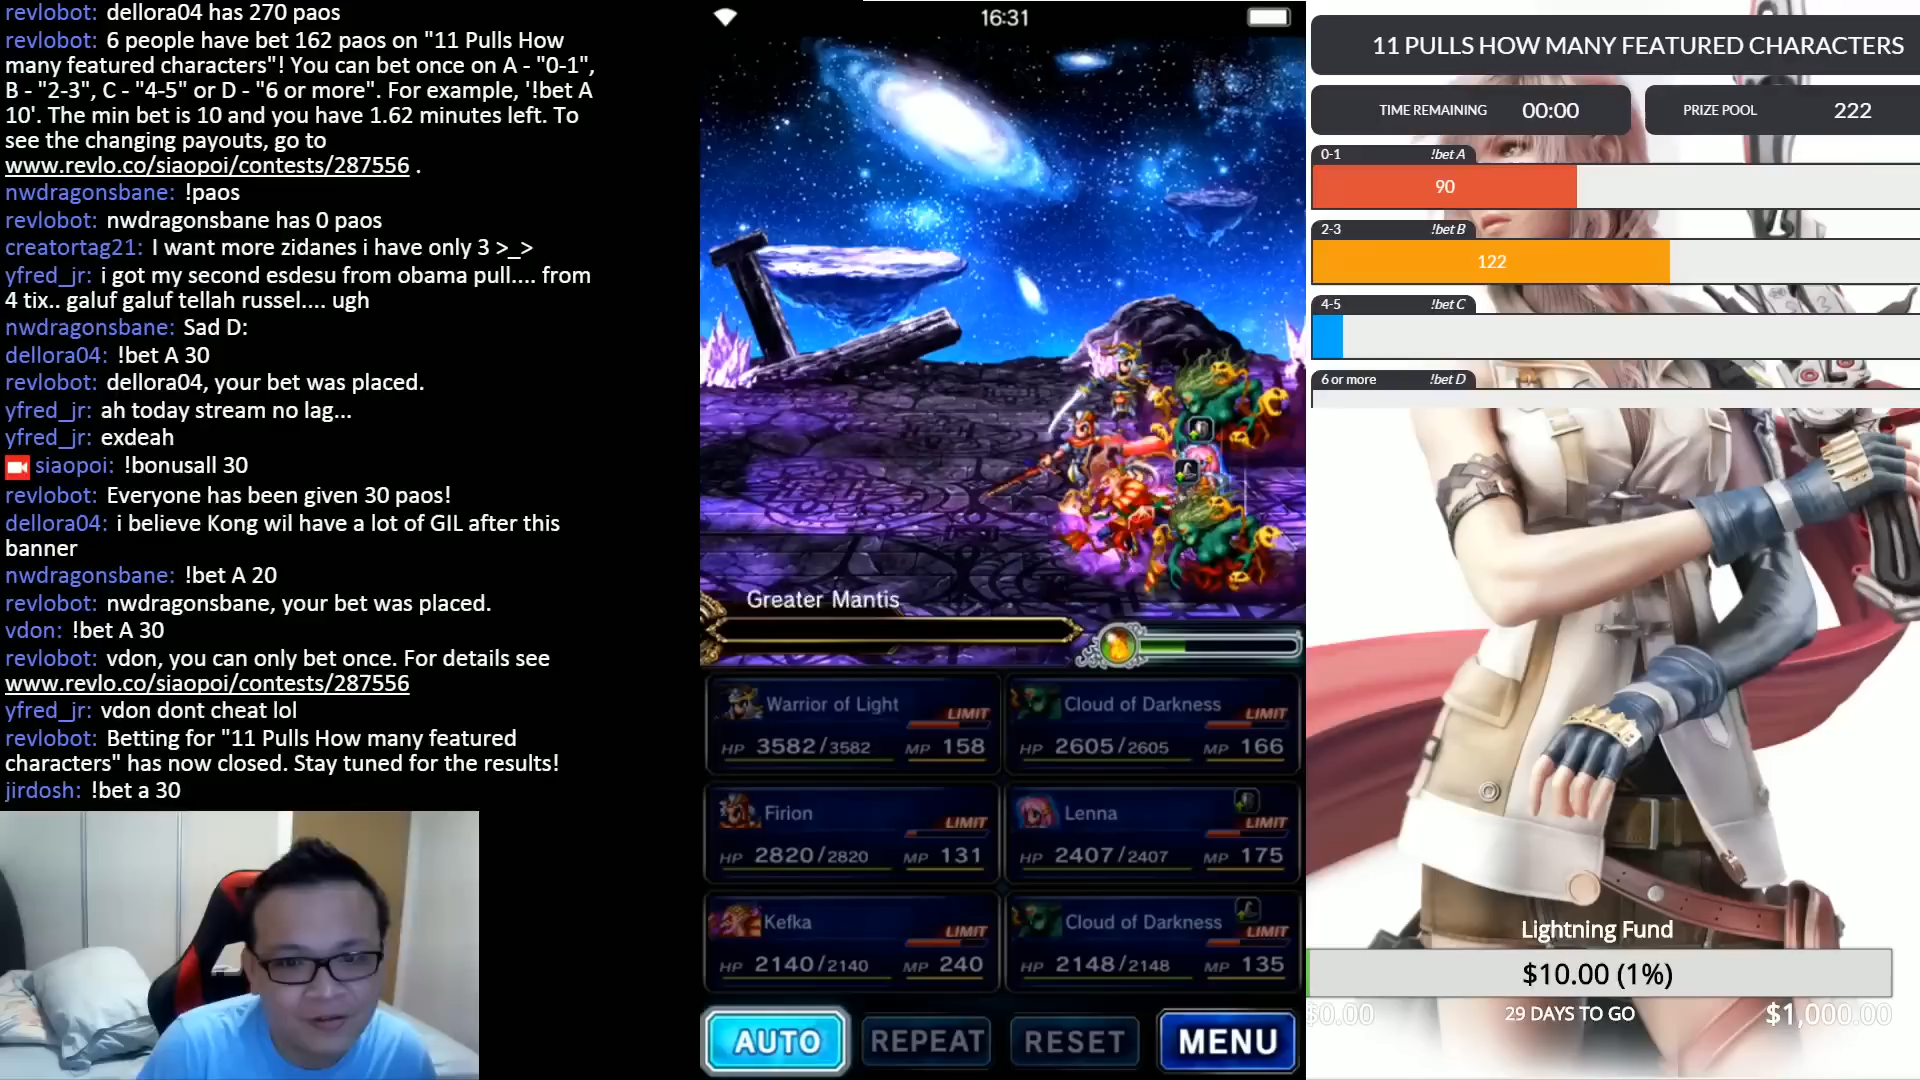 revlobot: dellora04 has 270 paos
revlobot: 6 people have bet 162 paos on "11 Pulls How
many featured characters"! You can bet once on A - "0-1",
B - "2-3", C - "4-5" or D - "6 or more". For example, '!bet A
10'. The min bet is 10 and you have 1.62 minutes left. To
see the changing payouts, go to
www.revlo.co/siaopoi/contests/287556 .
nwdragonsbane: !paos
revlobot: nwdragonsbane has 0 paos
creatortag21: I want more zidanes i have only 3 >_>
yfred_jr: i got my second esdesu from obama pull.... from
4 tix.. galuf galuf tellah russel.... ugh
nwdragonsbane: Sad D:
dellora04: !bet A 30
revlobot: dellora04, your bet was placed.
yfred_jr: ah today stream no lag...
yfred_jr: exdeah
siaopoi: !bonusall 30
revlobot: Everyone has been given 30 paos!
dellora04: i believe Kong wil have a lot of GIL after this
banner
nwdragonsbane: !bet A 20
revlobot: nwdragonsbane, your bet was placed.
vdon: !bet A 30
revlobot: vdon, you can only bet once. For details see
www.revlo.co/siaopoi/contests/287556
yfred_jr: vdon dont cheat lol
revlobot: Betting for "11 Pulls How many featured
characters" has now closed. Stay tuned for the results!
jirdosh: !bet a 30
16:31
Greater Mantis
Warrior of Light
LIMIT
HP 3582/3582 MP 158
Cloud of Darkness
LIMIT
HP 2605/2605 MP 166
Firion
LIMIT
HP 2820/2820 MP 131
Lenna
LIMIT
HP 2407/2407 MP 175
Kefka
LIMIT
HP 2140/2140 MP 240
Cloud of Darkness
LIMIT
HP 2148/2148 MP 135
AUTO REPEAT RESET MENU
11 PULLS HOW MANY FEATURED CHARACTERS
TIME REMAINING 00:00
PRIZE POOL 222
0-1 !bet A
90
2-3 !bet B
122
4-5 !bet C
6 or more !bet D
Lightning Fund
$10.00 (1%)
$0.00 29 DAYS TO GO $1,000.00